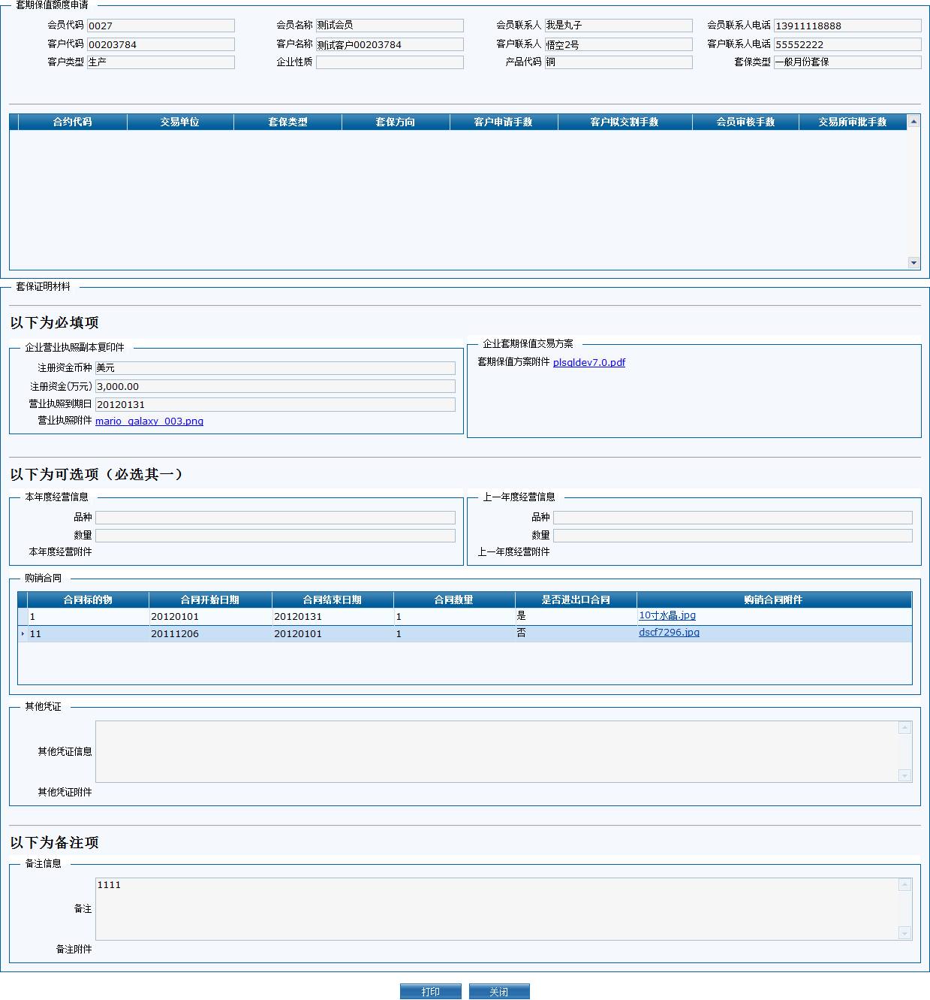 套期保值额度申请
会员代码 0027 会员名称 测试会员 会员联系人 我是丸子 会员联系人电话 13911118888
客户代码 00203784 客户名称 测试客户00203784 客户联系人 悟空2号 客户联系人电话 55552222
客户类型 生产 企业性质 产品代码 铜 套保类型 一般月份套保
合约代码 交易单位 套保类型 套保方向 客户申请手数 客户拟交割手数 会员审核手数 交易所审批手数
套保证明材料
以下为必填项
企业营业执照副本复印件
注册资金币种 美元
注册资金(万元) 3,000.00
营业执照到期日 20120131
营业执照附件 mario_galaxy_003.png
企业套期保值交易方案
套期保值方案附件 plsqldev7.0.pdf
以下为可选项（必选其一）
本年度经营信息
品种
数量
本年度经营附件
上一年度经营信息
品种
数量
上一年度经营附件
购销合同
合同标的物 合同开始日期 合同结束日期 合同数量 是否进出口合同 购销合同附件
1 20120101 20120131 1 是 10寸水晶.jpg
11 20111206 20120101 1 否 dscf7296.jpg
其他凭证
其他凭证信息
其他凭证附件
以下为备注项
备注信息
备注 1111
备注附件
打印 关闭